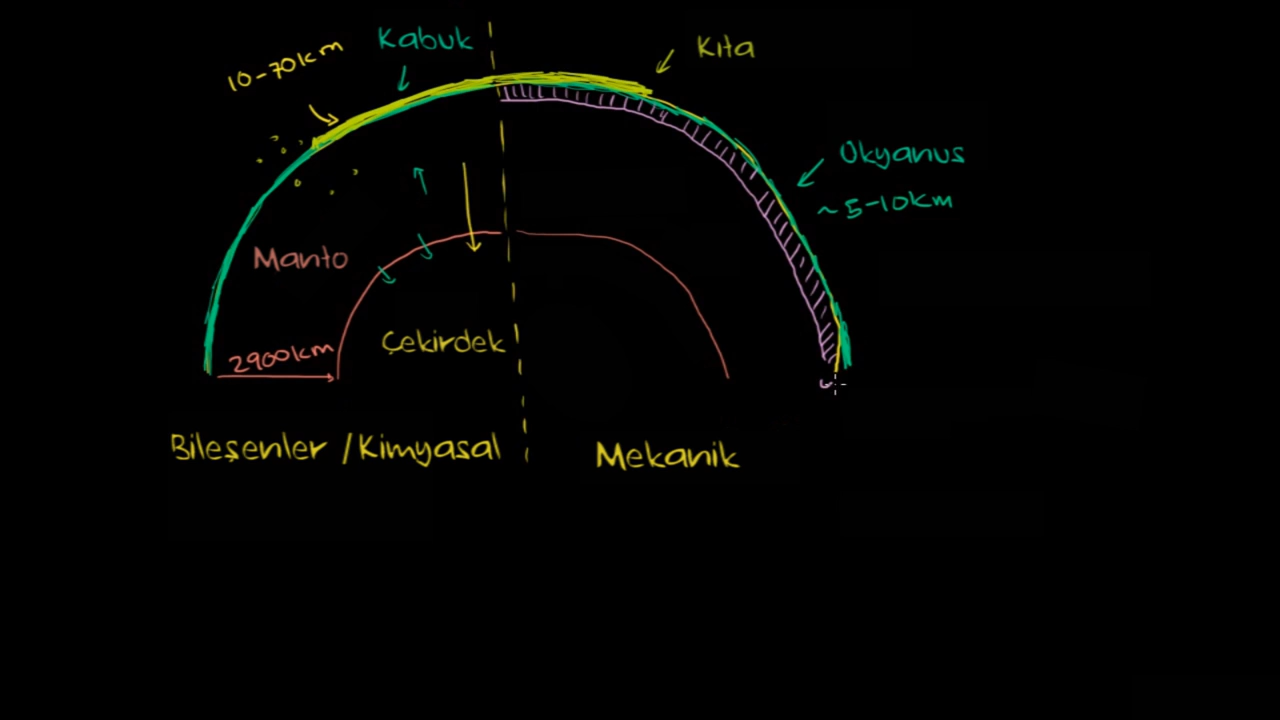 10-70km
Kabuk
Kıta
Okyanus
~5-10km
Manto
2900km
Çekirdek
Bileşenler /Kimyasal
Mekanik